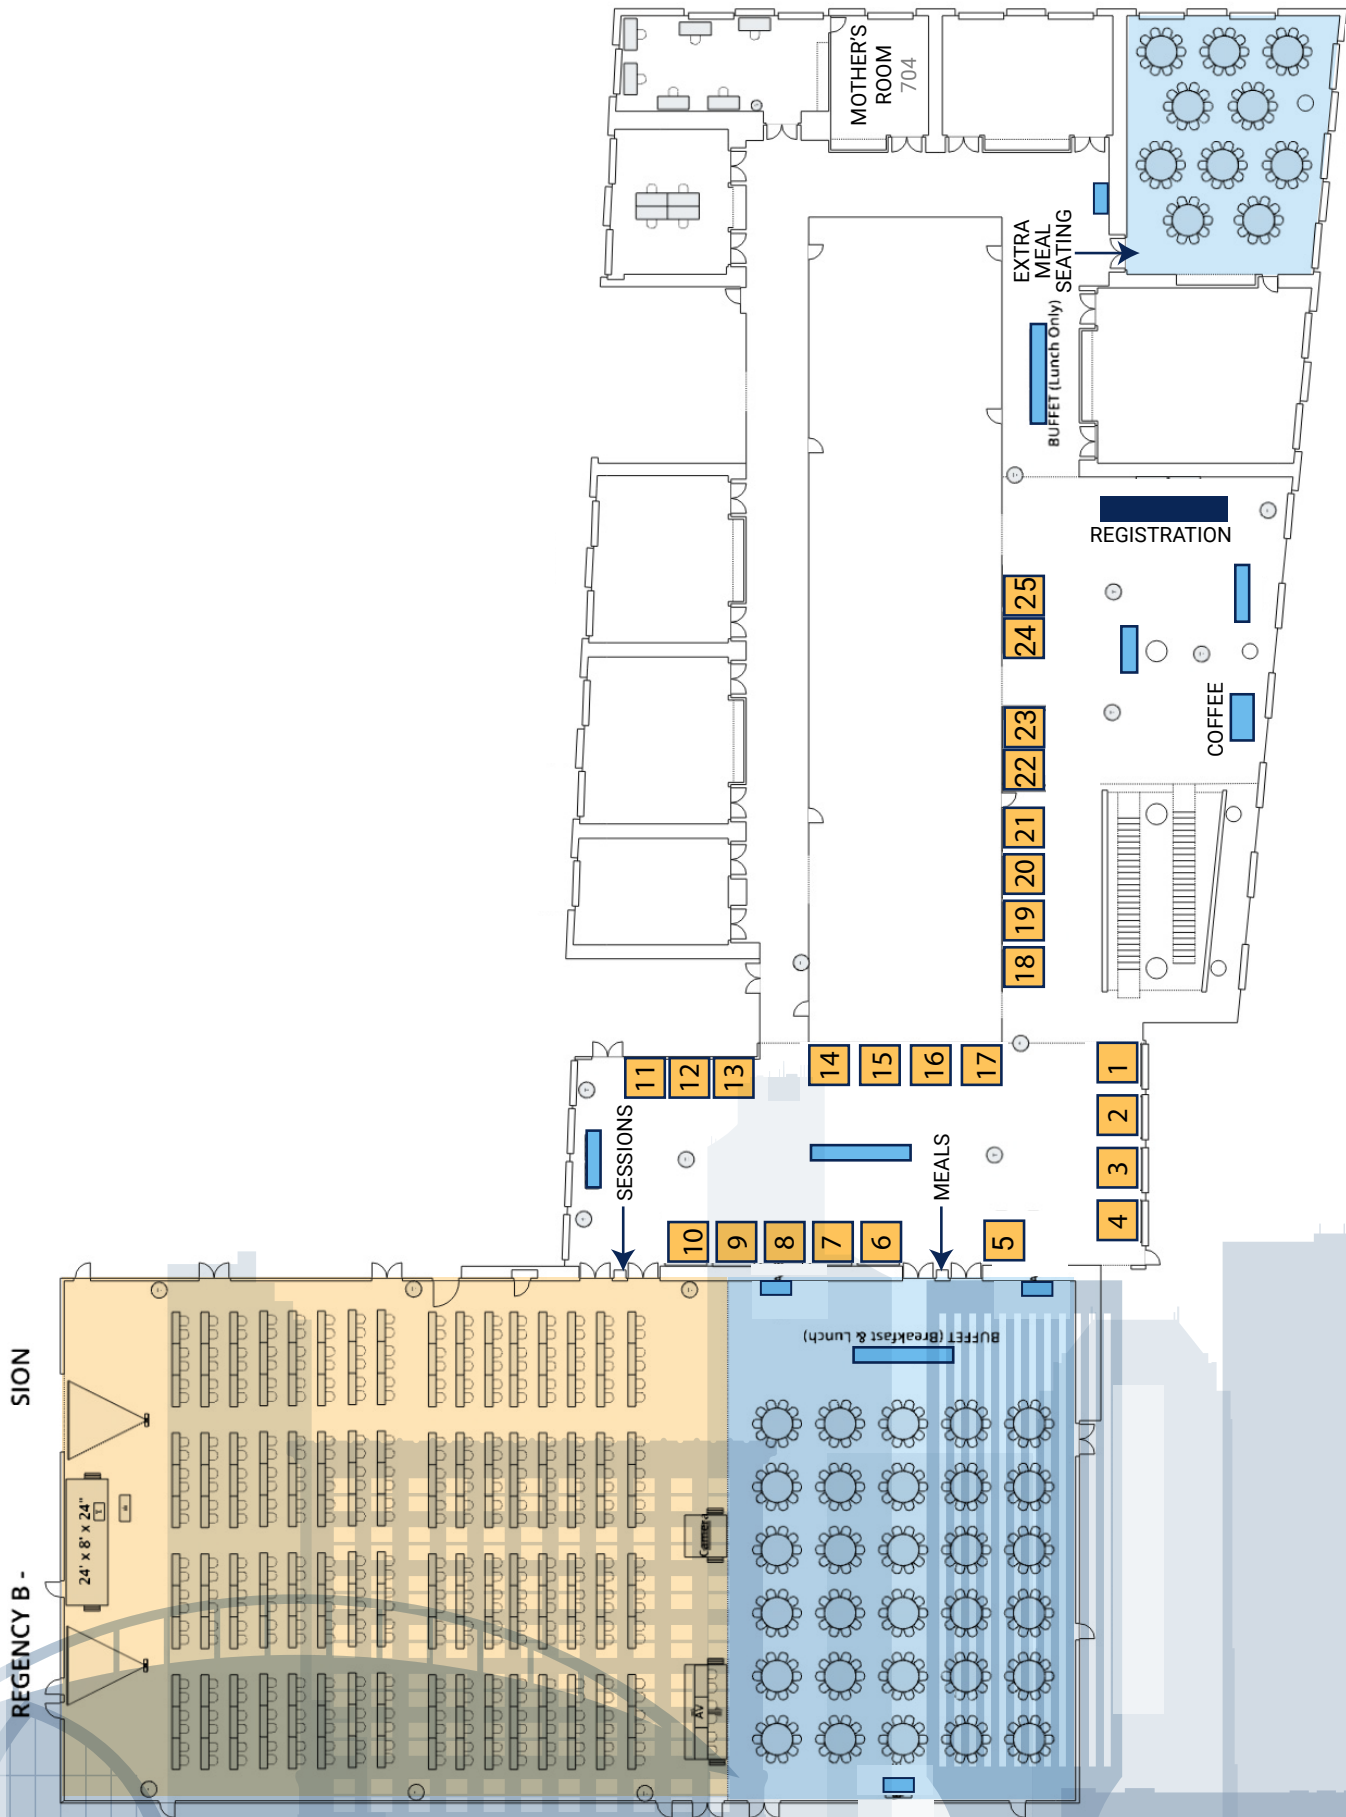 MOTHER'S
ROOM
704
EXTRA
MEAL
SEATING
BUFFET (Lunch Only)
REGISTRATION
25
24
23
22
21
20
19
18
COFFEE
14
15
16
17
11
12
13
1
2
3
4
SESSIONS
MEALS
10
9
8
7
6
5
BUFFET (Breakfast & Lunch)
REGENCY B - SION
24' x 8' x 24"
Camera
AV